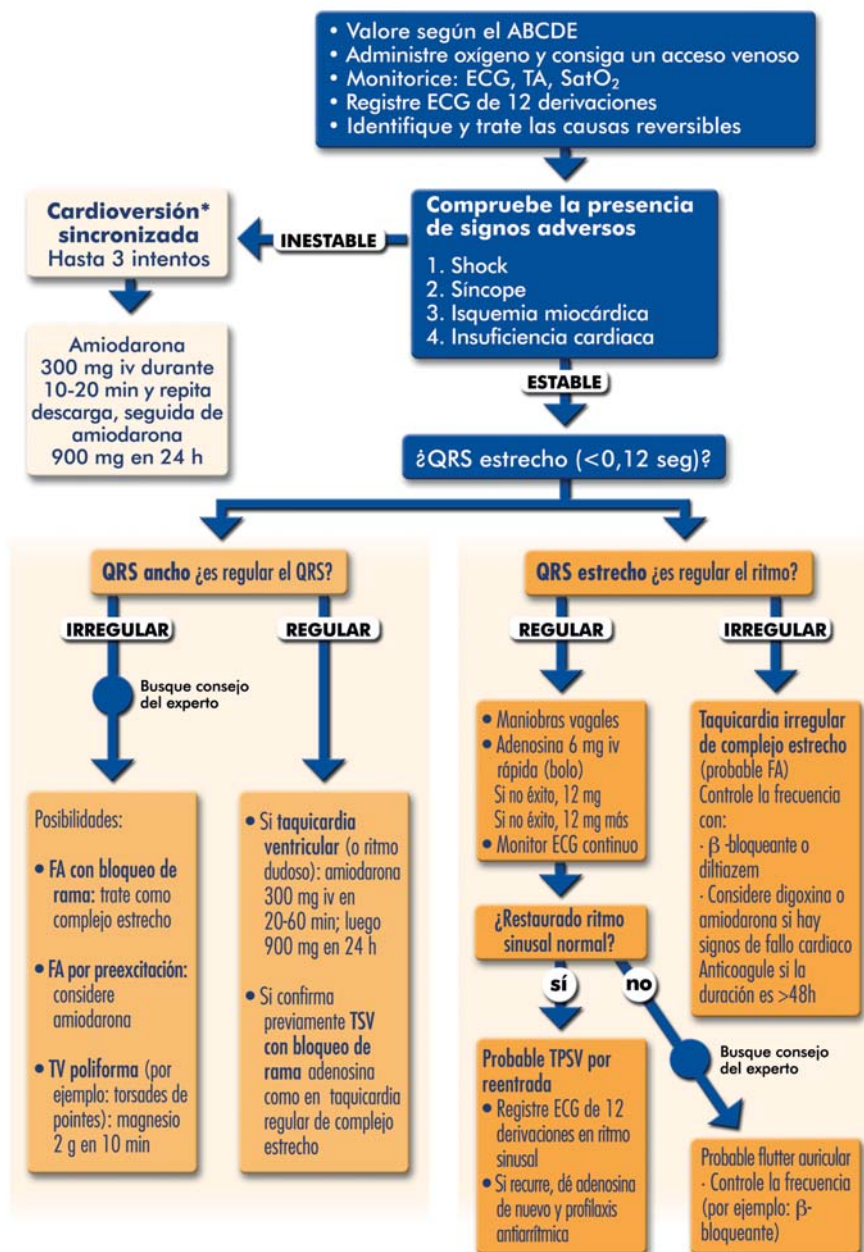 • Valore según el ABCDE
• Administre oxígeno y consiga un acceso venoso
• Monitorice: ECG, TA, SatO₂
• Registre ECG de 12 derivaciones
• Identifique y trate las causas reversibles
Cardioversión*
sincronizada
Hasta 3 intentos
INESTABLE
Compruebe la presencia
de signos adversos
1. Shock
2. Síncope
3. Isquemia miocárdica
4. Insuficiencia cardiaca
Amiodarona
300 mg iv durante
10-20 min y repita
descarga, seguida de
amiodarona
900 mg en 24 h
ESTABLE
¿QRS estrecho (<0,12 seg)?
QRS ancho ¿es regular el QRS?
IRREGULAR
REGULAR
Busque consejo
del experto
Posibilidades:
• FA con bloqueo de
rama: trate como
complejo estrecho
• FA por preexcitación:
considere
amiodarona
• TV poliforma (por
ejemplo: torsades de
pointes): magnesio
2 g en 10 min
• Si taquicardia
ventricular (o ritmo
dudoso): amiodarona
300 mg iv en
20-60 min; luego
900 mg en 24 h
• Si confirma
previamente TSV
con bloqueo de
rama adenosina
como en taquicardia
regular de complejo
estrecho
QRS estrecho ¿es regular el ritmo?
REGULAR
IRREGULAR
• Maniobras vagales
• Adenosina 6 mg iv
rápida (bolo)
Si no éxito, 12 mg
Si no éxito, 12 mg más
• Monitor ECG continuo
¿Restaurado ritmo
sinusal normal?
sí
no
Probable TPSV por
reentrada
• Registre ECG de 12
derivaciones en ritmo
sinusal
• Si recurre, dé adenosina
de nuevo y profilaxis
antiarrítmica
Taquicardia irregular
de complejo estrecho
(probable FA)
Controle la frecuencia
con:
· β -bloqueante o
diltiazem
· Considere digoxina o
amiodarona si hay
signos de fallo cardiaco
Anticoagule si la
duración es >48h
Busque consejo
del experto
Probable flutter auricular
· Controle la frecuencia
(por ejemplo: β-
bloqueante)